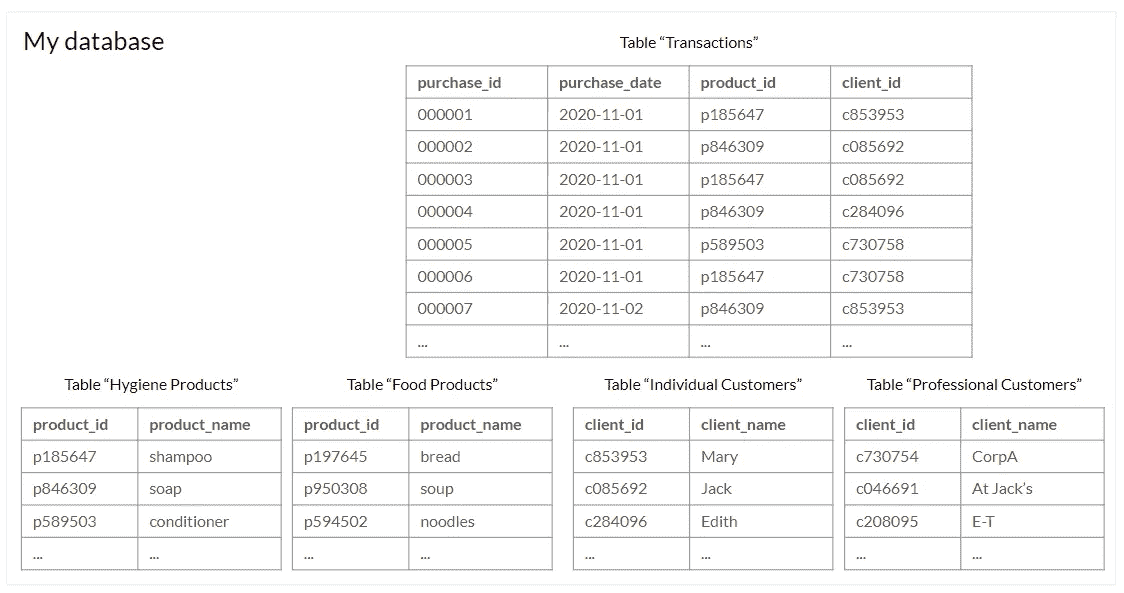 My database
Table “Transactions”
purchase_id purchase_date product_id client_id
000001 2020-11-01 p185647 c853953
000002 2020-11-01 p846309 c085692
000003 2020-11-01 p185647 c085692
000004 2020-11-01 p846309 c284096
000005 2020-11-01 p589503 c730758
000006 2020-11-01 p185647 c730758
000007 2020-11-02 p846309 c853953
... ... ... ...
Table “Hygiene Products”
product_id product_name
p185647 shampoo
p846309 soap
p589503 conditioner
... ...
Table “Food Products”
product_id product_name
p197645 bread
p950308 soup
p594502 noodles
... ...
Table “Individual Customers”
client_id client_name
c853953 Mary
c085692 Jack
c284096 Edith
... ...
Table “Professional Customers”
client_id client_name
c730754 CorpA
c046691 At Jack’s
c208095 E-T
... ...